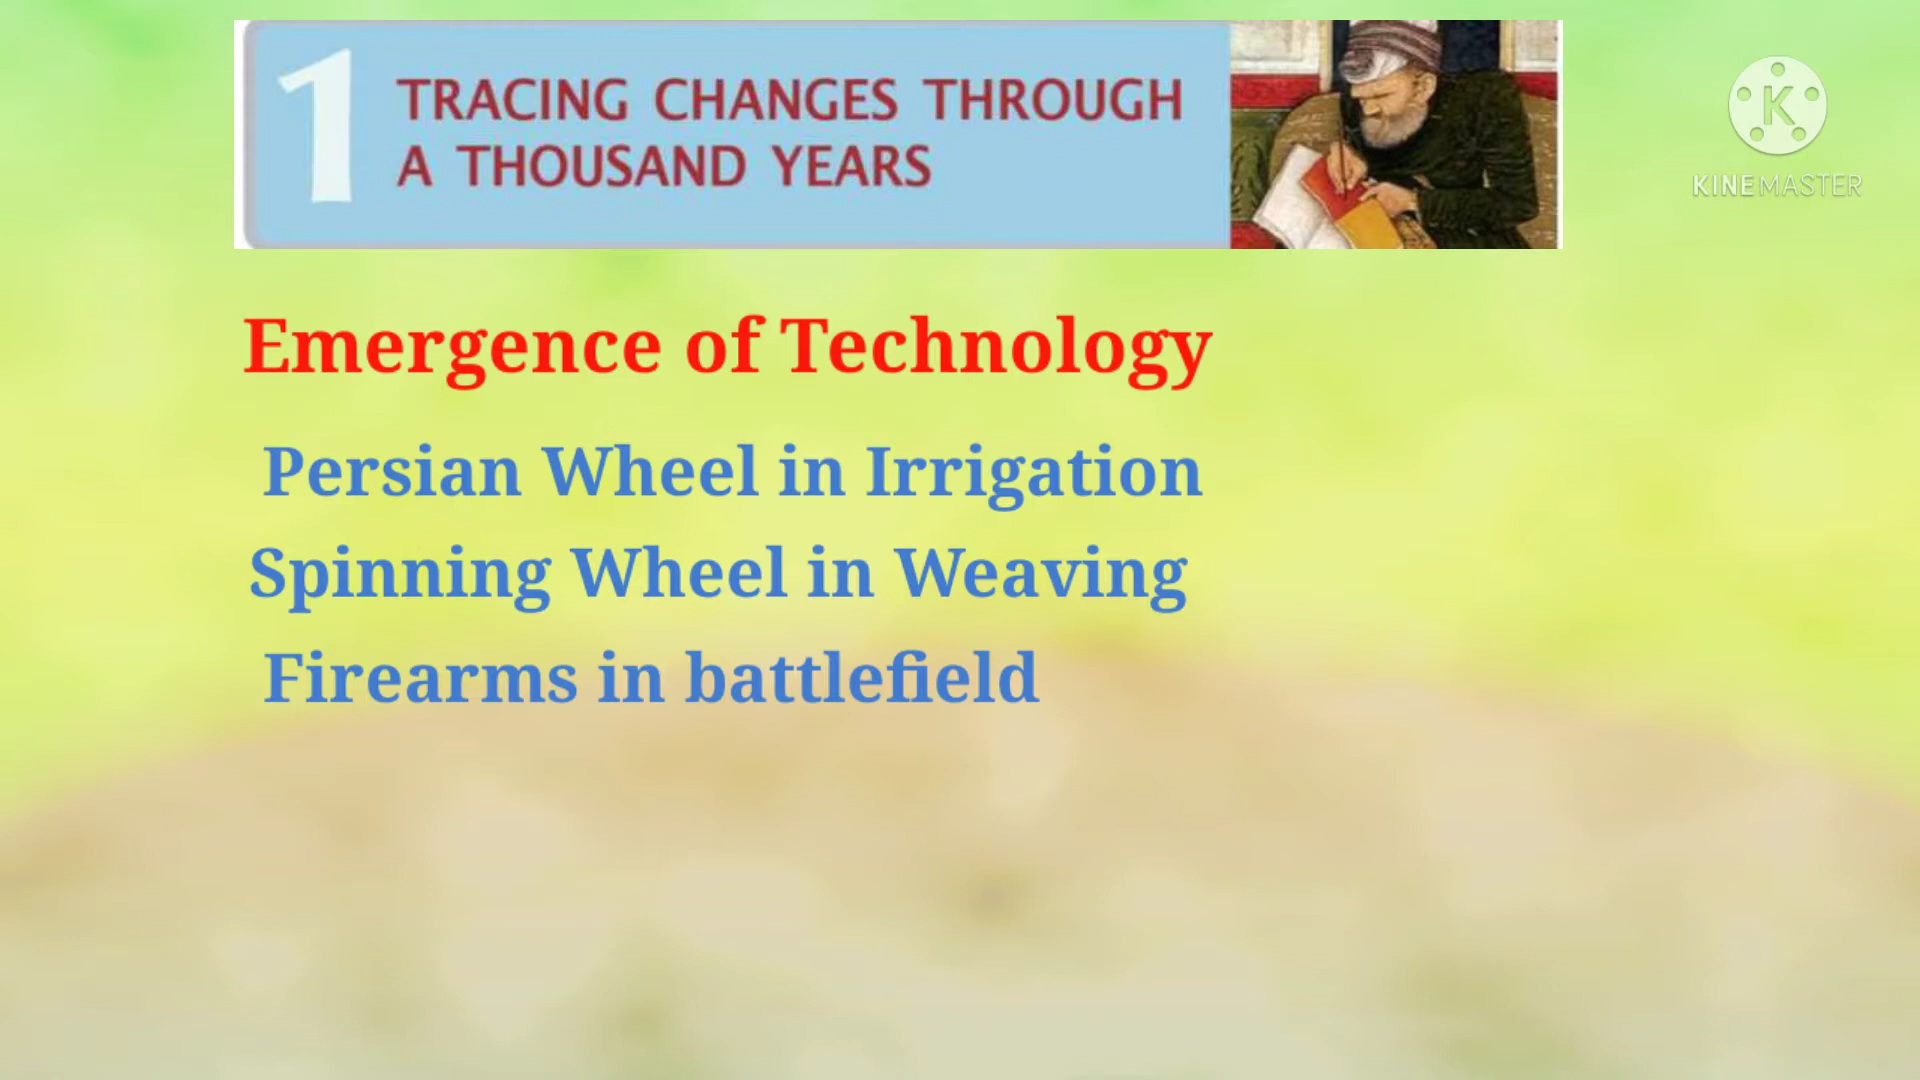 1
TRACING CHANGES THROUGH
A THOUSAND YEARS
K
KINEMASTER
Emergence of Technology
Persian Wheel in Irrigation
Spinning Wheel in Weaving
Firearms in battlefield